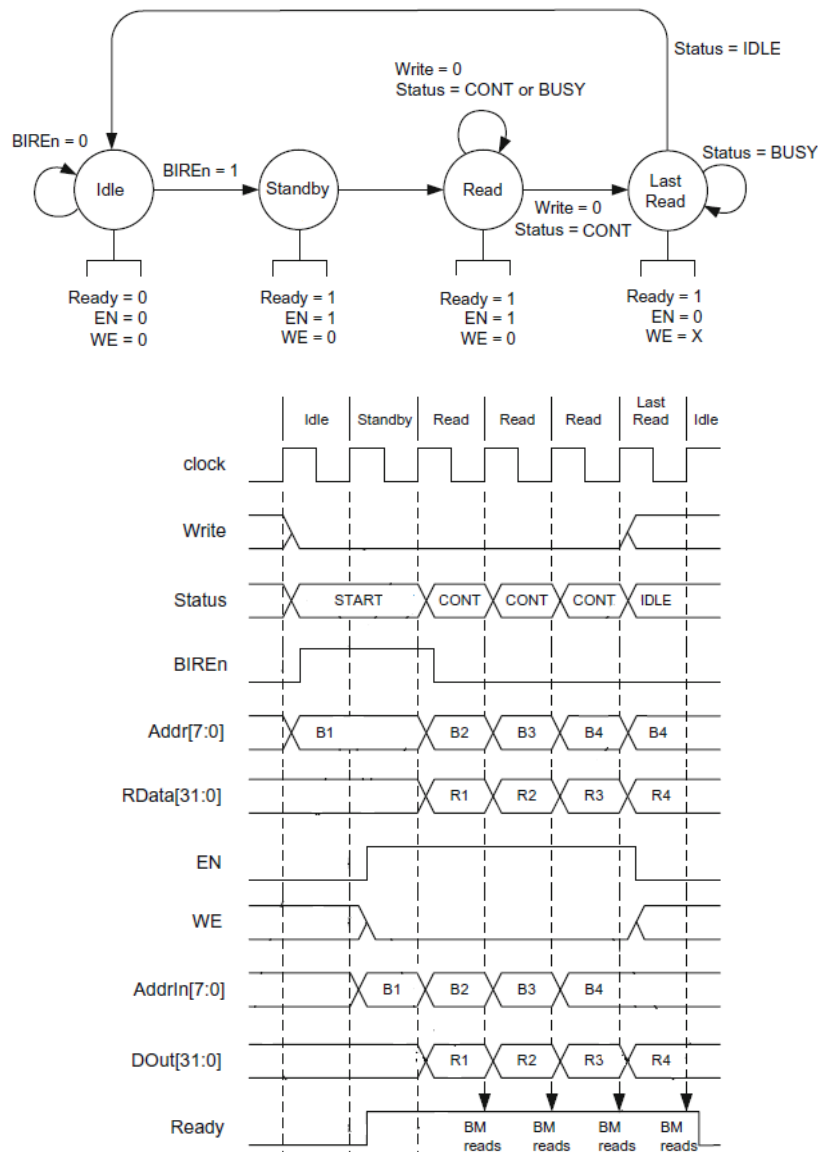 Status = IDLE
Write = 0
Status = CONT or BUSY
BIREn = 0
BIREn = 1
Status = BUSY
Idle
Standby
Read
Last
Read
Write = 0
Status = CONT
Ready = 0
EN = 0
WE = 0
Ready = 1
EN = 1
WE = 0
Ready = 1
EN = 1
WE = 0
Ready = 1
EN = 0
WE = X
Idle Standby Read Read Read Last Read Idle
clock
Write
Status START CONT CONT CONT IDLE
BIREn
Addr[7:0] B1 B2 B3 B4 B4
RData[31:0] R1 R2 R3 R4
EN
WE
AddrIn[7:0] B1 B2 B3 B4
DOut[31:0] R1 R2 R3 R4
Ready BM BM BM BM
reads reads reads reads